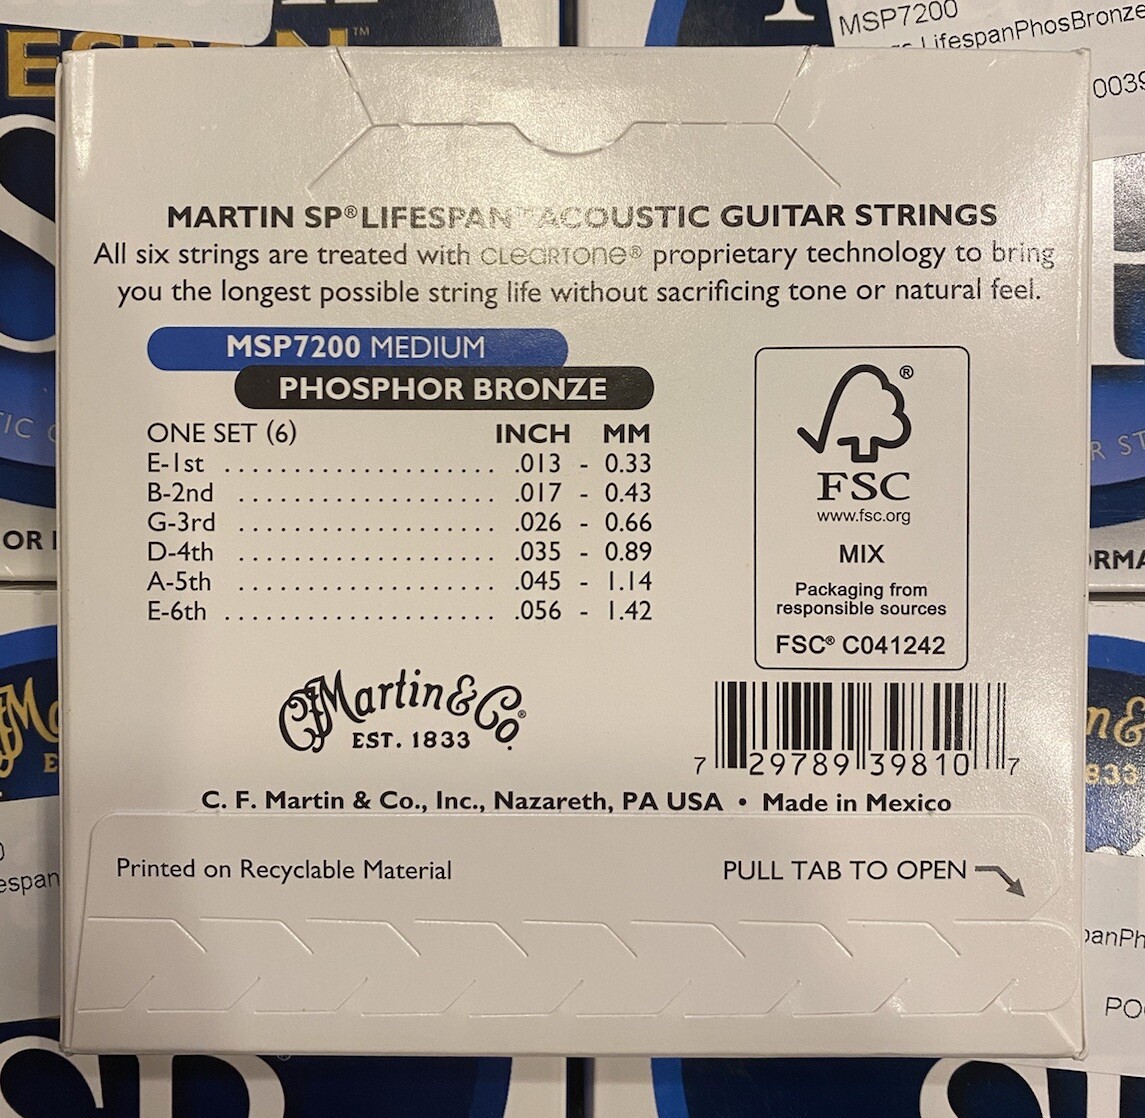 MSP7200
LifespanPhosBronze
MARTIN SP® LIFESPAN™ ACOUSTIC GUITAR STRINGS
All six strings are treated with CLEARTONE® proprietary technology to bring
you the longest possible string life without sacrificing tone or natural feel.
MSP7200 MEDIUM
PHOSPHOR BRONZE
ONE SET (6) INCH MM
E-1st ........................ .013 - 0.33
B-2nd ....................... .017 - 0.43
G-3rd ....................... .026 - 0.66
D-4th ....................... .035 - 0.89
A-5th ....................... .045 - 1.14
E-6th ........................ .056 - 1.42
®
FSC
www.fsc.org
MIX
Packaging from
responsible sources
FSC® C041242
CF Martin & Co.®
EST. 1833
7 29789 39810 7
C. F. Martin & Co., Inc., Nazareth, PA USA • Made in Mexico
Printed on Recyclable Material
PULL TAB TO OPEN